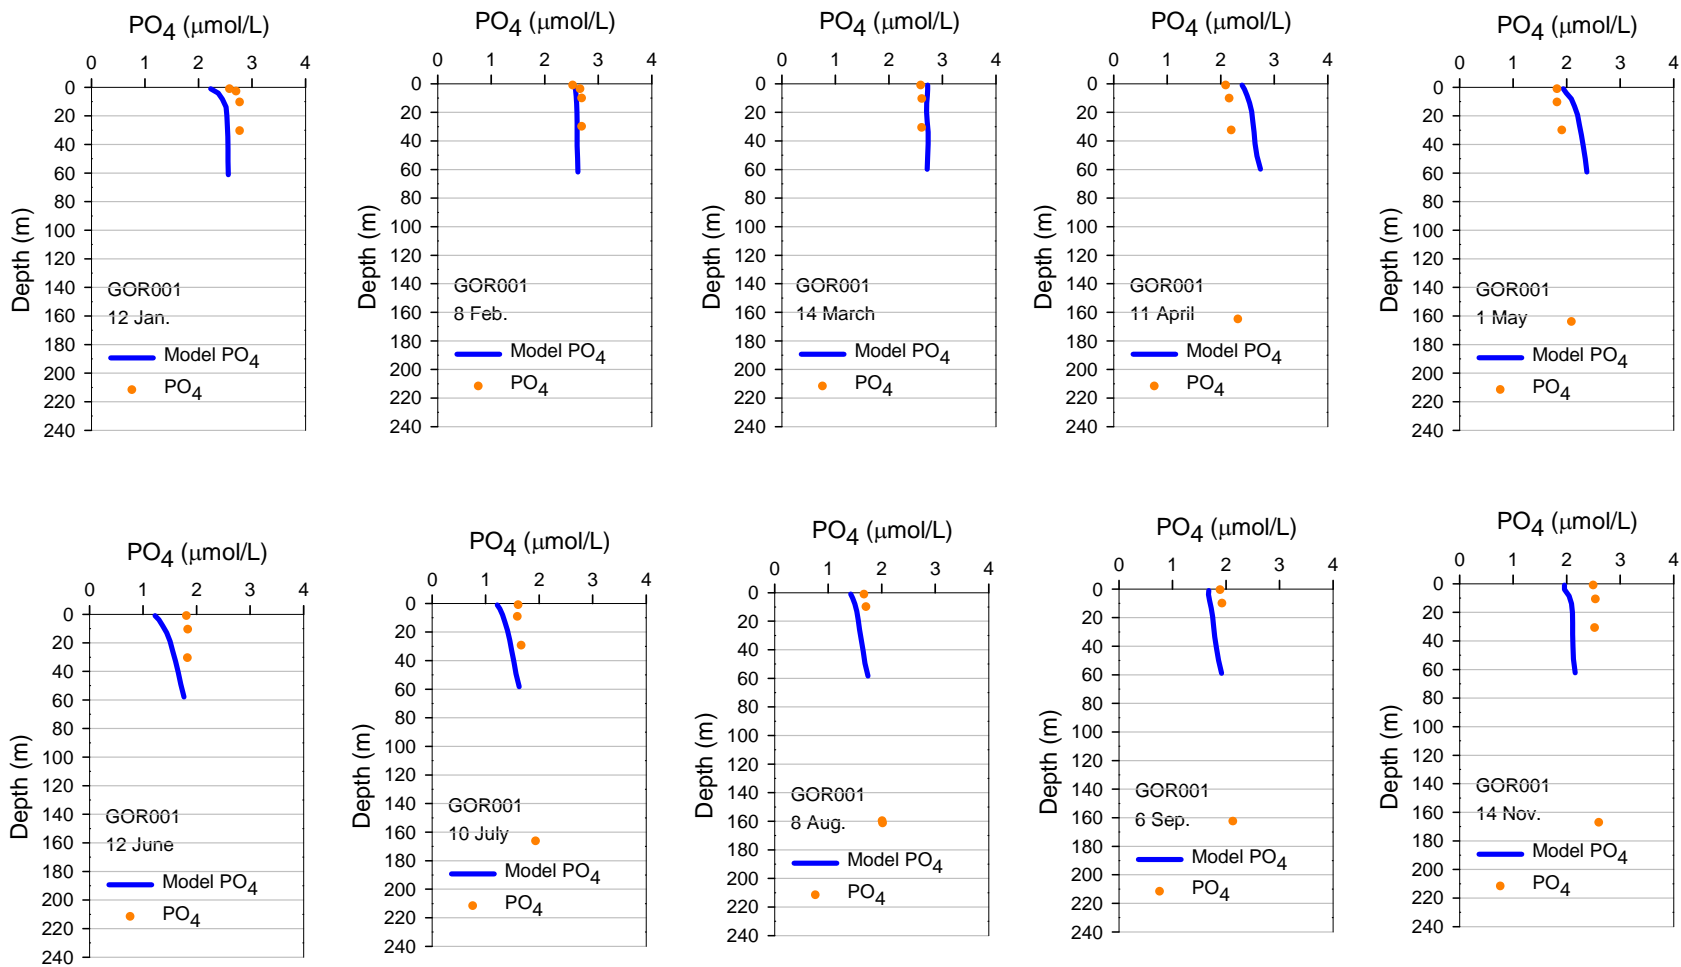 PO4 (μmol/L)
0 1 2 3 4
0
20
40
60
80
100
120
140
160
180
200
220
240
Depth (m)
GOR001
12 Jan.
Model PO4
PO4
PO4 (μmol/L)
0 1 2 3 4
0
20
40
60
80
100
120
140
160
180
200
220
240
Depth (m)
GOR001
8 Feb.
Model PO4
PO4
PO4 (μmol/L)
0 1 2 3 4
0
20
40
60
80
100
120
140
160
180
200
220
240
Depth (m)
GOR001
14 March
Model PO4
PO4
PO4 (μmol/L)
0 1 2 3 4
0
20
40
60
80
100
120
140
160
180
200
220
240
Depth (m)
GOR001
11 April
Model PO4
PO4
PO4 (μmol/L)
0 1 2 3 4
0
20
40
60
80
100
120
140
160
180
200
220
240
Depth (m)
GOR001
1 May
Model PO4
PO4
PO4 (μmol/L)
0 1 2 3 4
0
20
40
60
80
100
120
140
160
180
200
220
240
Depth (m)
GOR001
12 June
Model PO4
PO4
PO4 (μmol/L)
0 1 2 3 4
0
20
40
60
80
100
120
140
160
180
200
220
240
Depth (m)
GOR001
10 July
Model PO4
PO4
PO4 (μmol/L)
0 1 2 3 4
0
20
40
60
80
100
120
140
160
180
200
220
240
Depth (m)
GOR001
8 Aug.
Model PO4
PO4
PO4 (μmol/L)
0 1 2 3 4
0
20
40
60
80
100
120
140
160
180
200
220
240
Depth (m)
GOR001
6 Sep.
Model PO4
PO4
PO4 (μmol/L)
0 1 2 3 4
0
20
40
60
80
100
120
140
160
180
200
220
240
Depth (m)
GOR001
14 Nov.
Model PO4
PO4